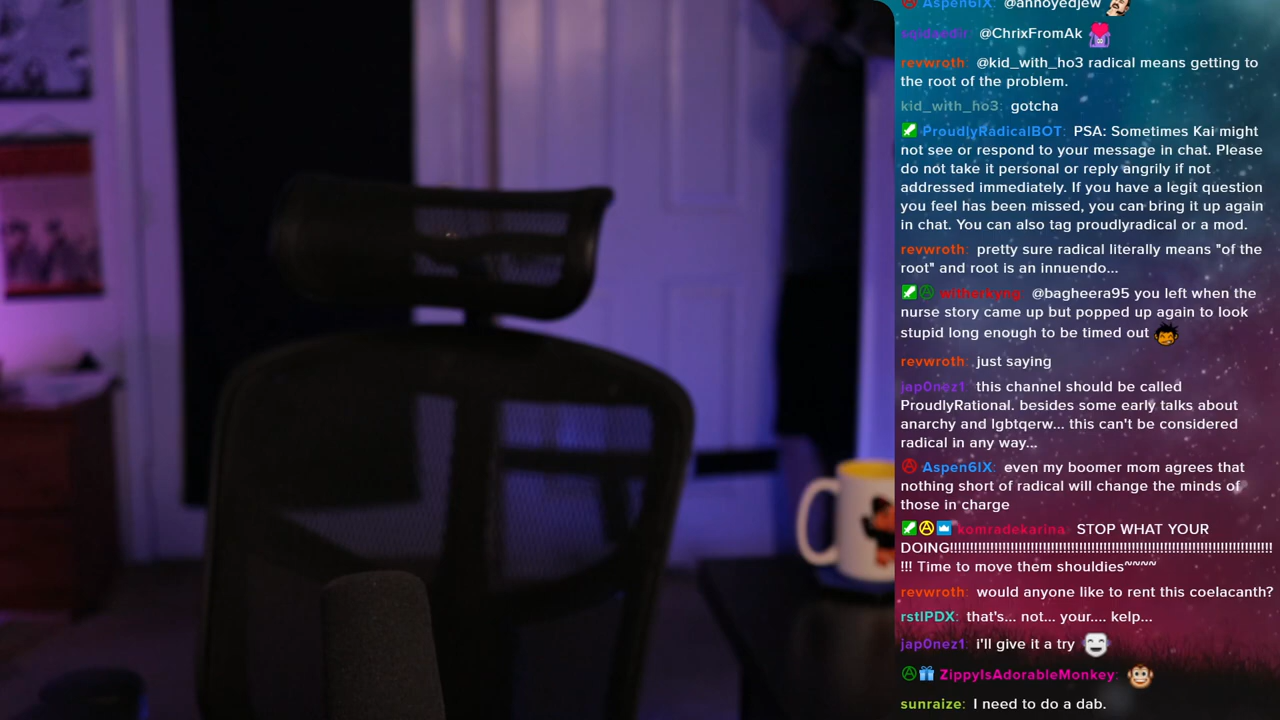 Aspen6IX @annoyedjew
squidaedir: @ChrixFromAk
revwroth: @kid_with_ho3 radical means getting to
the root of the problem.
kid_with_ho3: gotcha
ProudlyRadicalBOT: PSA: Sometimes Kai might
not see or respond to your message in chat. Please
do not take it personal or reply angrily if not
addressed immediately. If you have a legit question
you feel has been missed, you can bring it up again
in chat. You can also tag proudlyradical or a mod.
revwroth: pretty sure radical literally means "of the
root" and root is an innuendo...
witherkyng: @bagheera95 you left when the
nurse story came up but popped up again to look
stupid long enough to be timed out
revwroth: just saying
jap0nez1: this channel should be called
ProudlyRational. besides some early talks about
anarchy and lgbtqerw... this can't be considered
radical in any way...
Aspen6IX: even my boomer mom agrees that
nothing short of radical will change the minds of
those in charge
komradekarina: STOP WHAT YOUR
DOING!!!!!!!!!!!!!!!!!!!!!!!!!!!!!!!!!!!!!!!!!!!!!!!!!!!!!!!!!!!!!!!!!!!!!!!!!!!!!!!!
!!! Time to move them shouldies~~~~
revwroth: would anyone like to rent this coelacanth?
rstlPDX: that's... not... your.... kelp...
jap0nez1: i'll give it a try
ZippyIsAdorableMonkey:
sunraize: I need to do a dab.